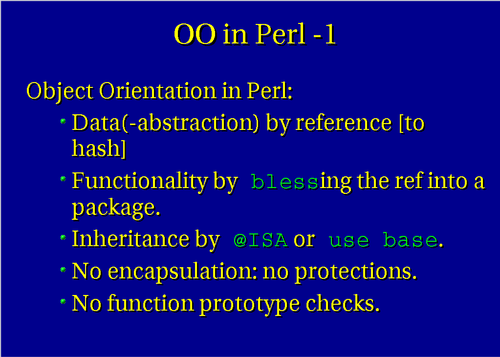 OO in Perl -1
Object Orientation in Perl:
Data(-abstraction) by reference [to
hash]
Functionality by blessing the ref into a
package.
Inheritance by @ISA or use base.
No encapsulation: no protections.
No function prototype checks.